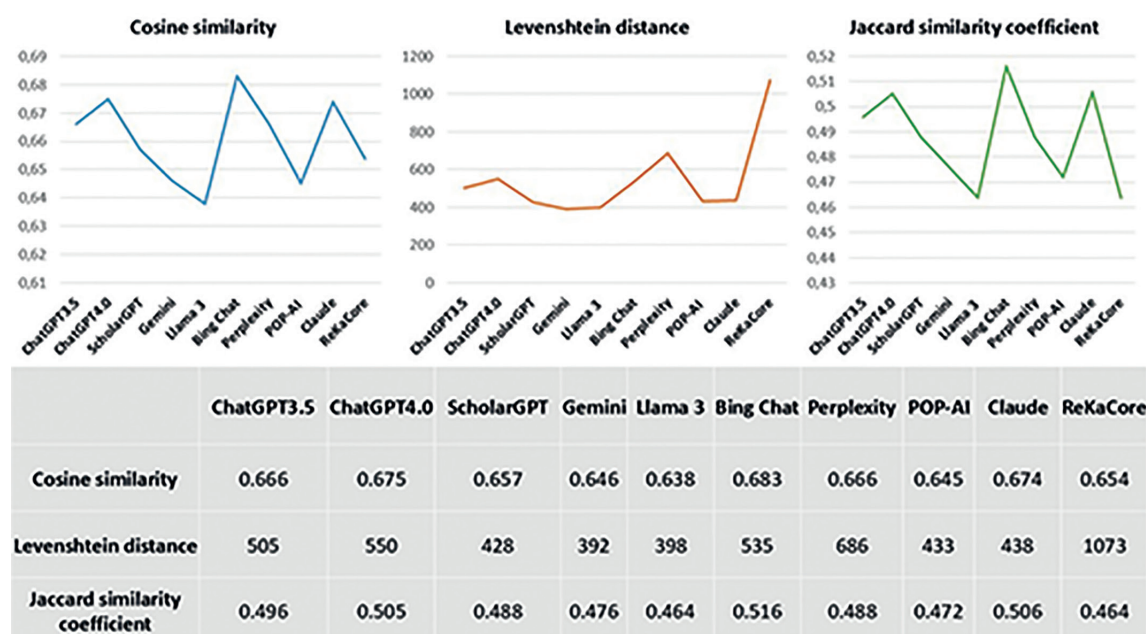 Cosine similarity
0,69
0,68
0,67
0,66
0,65
0,64
0,63
0,62
0,61
ChatGPT3.5
ChatGPT4.0
ScholarGPT
Gemini
Llama 3
Bing Chat
Perplexity
POP-AI
Claude
ReKaCore
Levenshtein distance
1200
1000
800
600
400
200
0
ChatGPT3.5
ChatGPT4.0
ScholarGPT
Gemini
Llama 3
Bing Chat
Perplexity
POP-AI
Claude
ReKaCore
Jaccard similarity coefficient
0,52
0,51
0,5
0,49
0,48
0,47
0,46
0,45
0,44
0,43
ChatGPT3.5
ChatGPT4.0
ScholarGPT
Gemini
Llama 3
Bing Chat
Perplexity
POP-AI
Claude
ReKaCore
ChatGPT3.5 ChatGPT4.0 ScholarGPT Gemini Llama 3 Bing Chat Perplexity POP-AI Claude ReKaCore
Cosine similarity 0.666 0.675 0.657 0.646 0.638 0.683 0.666 0.645 0.674 0.654
Levenshtein distance 505 550 428 392 398 535 686 433 438 1073
Jaccard similarity
coefficient 0.496 0.505 0.488 0.476 0.464 0.516 0.488 0.472 0.506 0.464